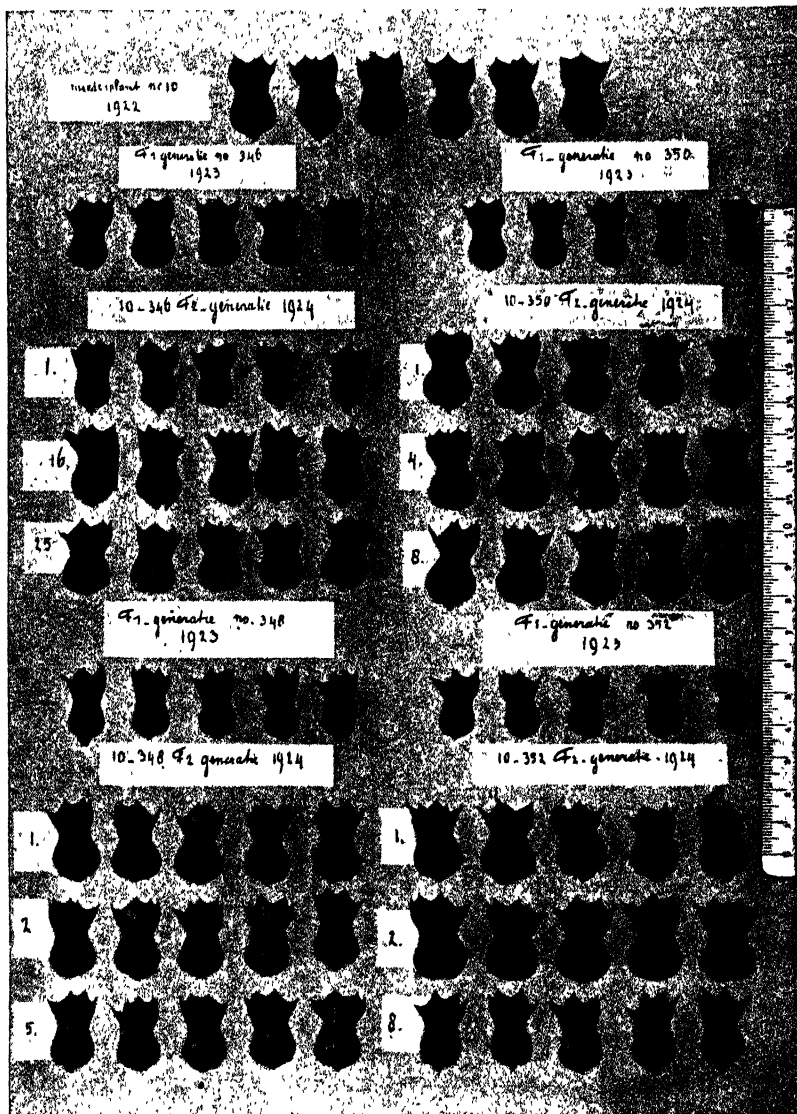 moederplant nr 10
1922
F1 generatie no 346
1923
F1-generatie no 350.
1923
10-346 F2-generatie 1924
10-350 F2-generatie 1924
1.
16.
25
1.
4.
8.
F1-generatie no. 348
1923
F1-generatie no 352
1923
10-348 F2 generatie 1924
10-352 F2-generatie 1924
1.
2
5.
1.
2.
8.